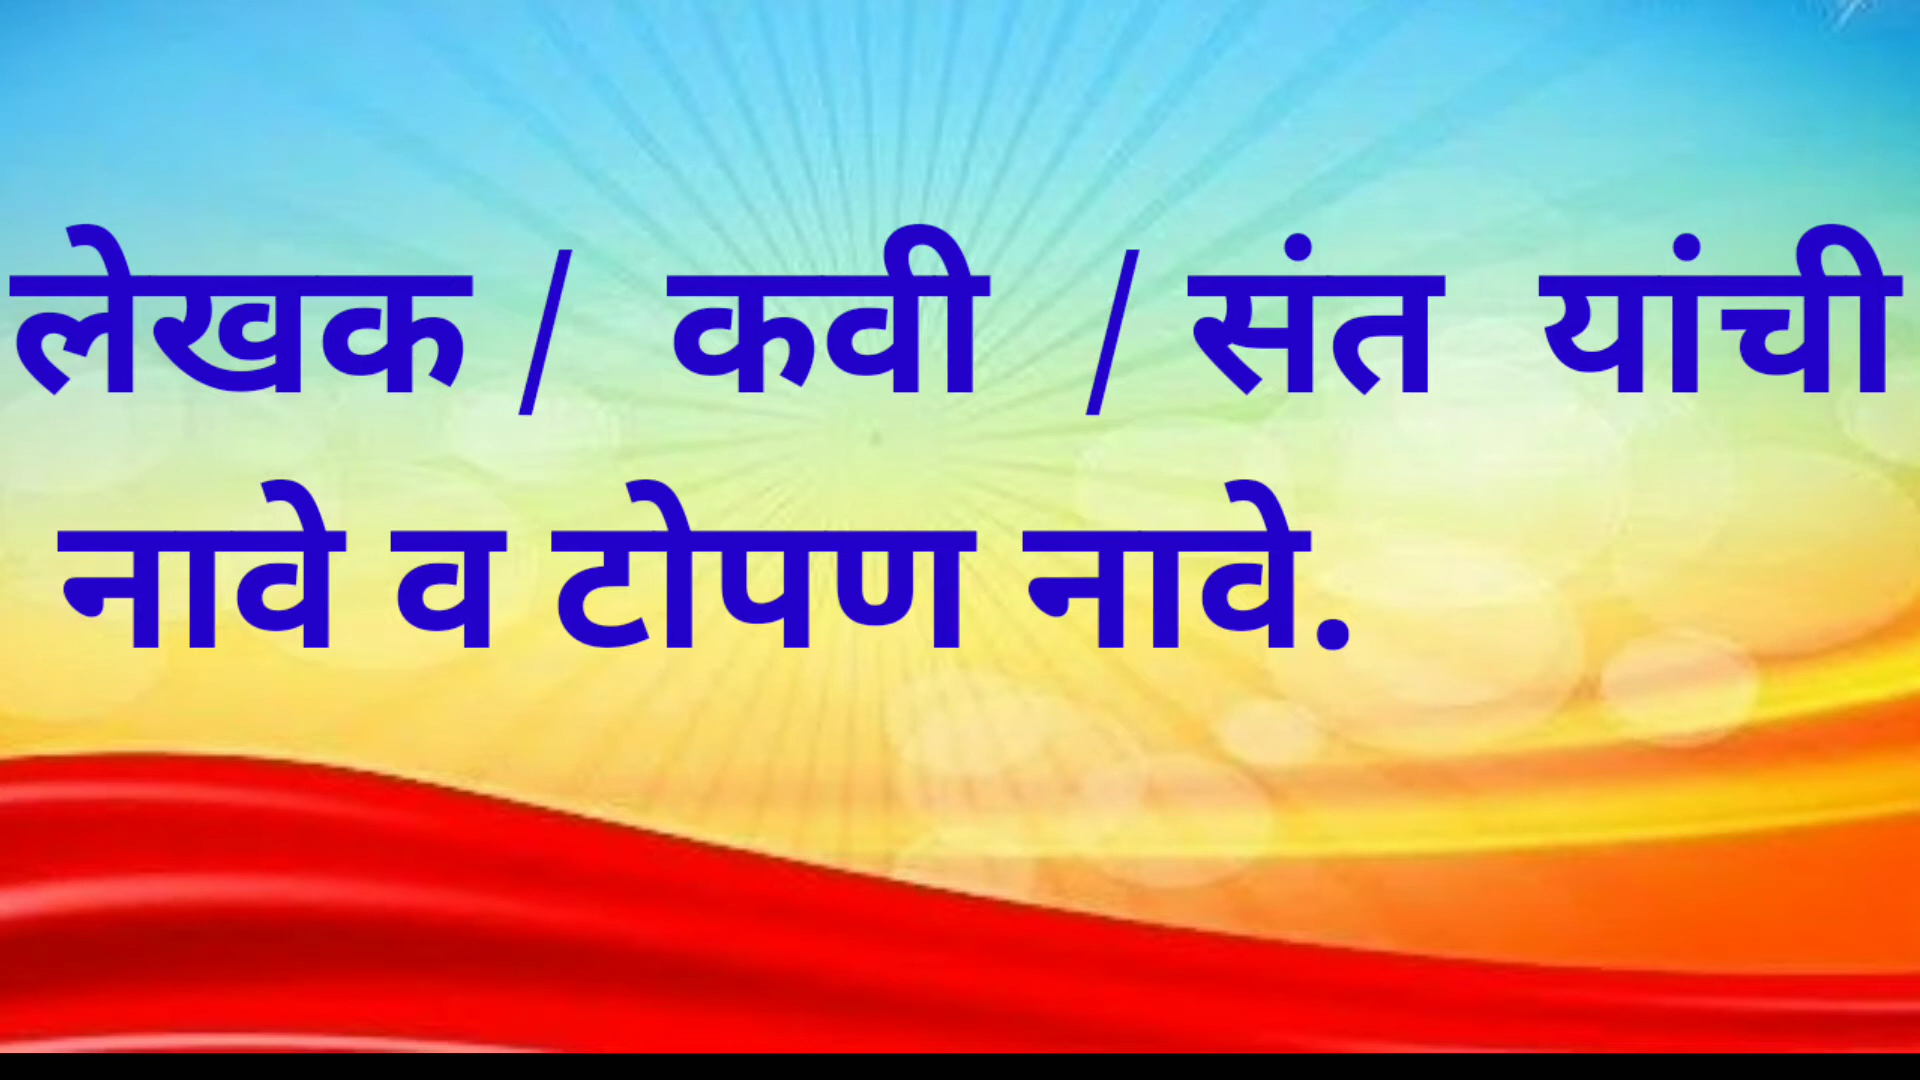 लेखक / कवी / संत यांची
नावे व टोपण नावे.